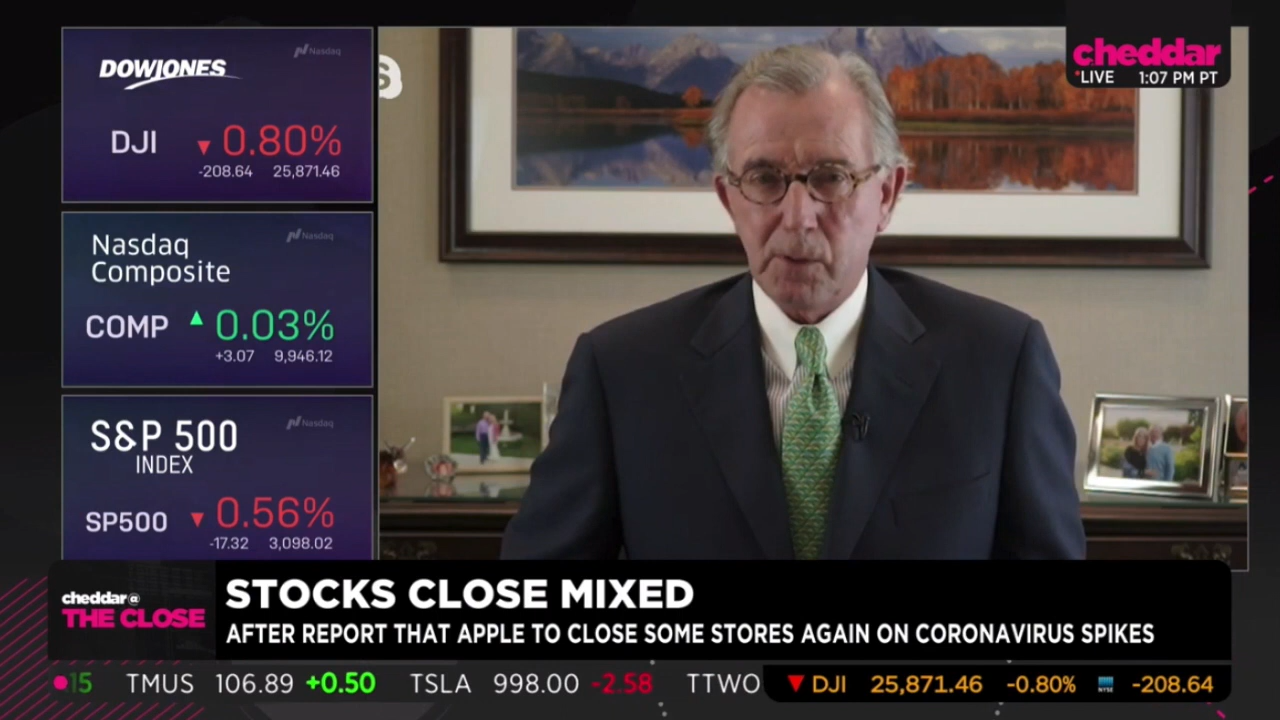 DOWJONES
Nasdaq
DJI ▼ 0.80%
-208.64 25,871.46
Nasdaq
Nasdaq
Composite
COMP ▲ 0.03%
+3.07 9,946.12
Nasdaq
S&P 500
INDEX
SP500 ▼ 0.56%
-17.32 3,098.02
S
cheddar
LIVE 1:07 PM PT
cheddar@
THE CLOSE
STOCKS CLOSE MIXED
AFTER REPORT THAT APPLE TO CLOSE SOME STORES AGAIN ON CORONAVIRUS SPIKES
15 TMUS 106.89 +0.50 TSLA 998.00 -2.58 TTWO
▼ DJI 25,871.46 -0.80% NYSE -208.64